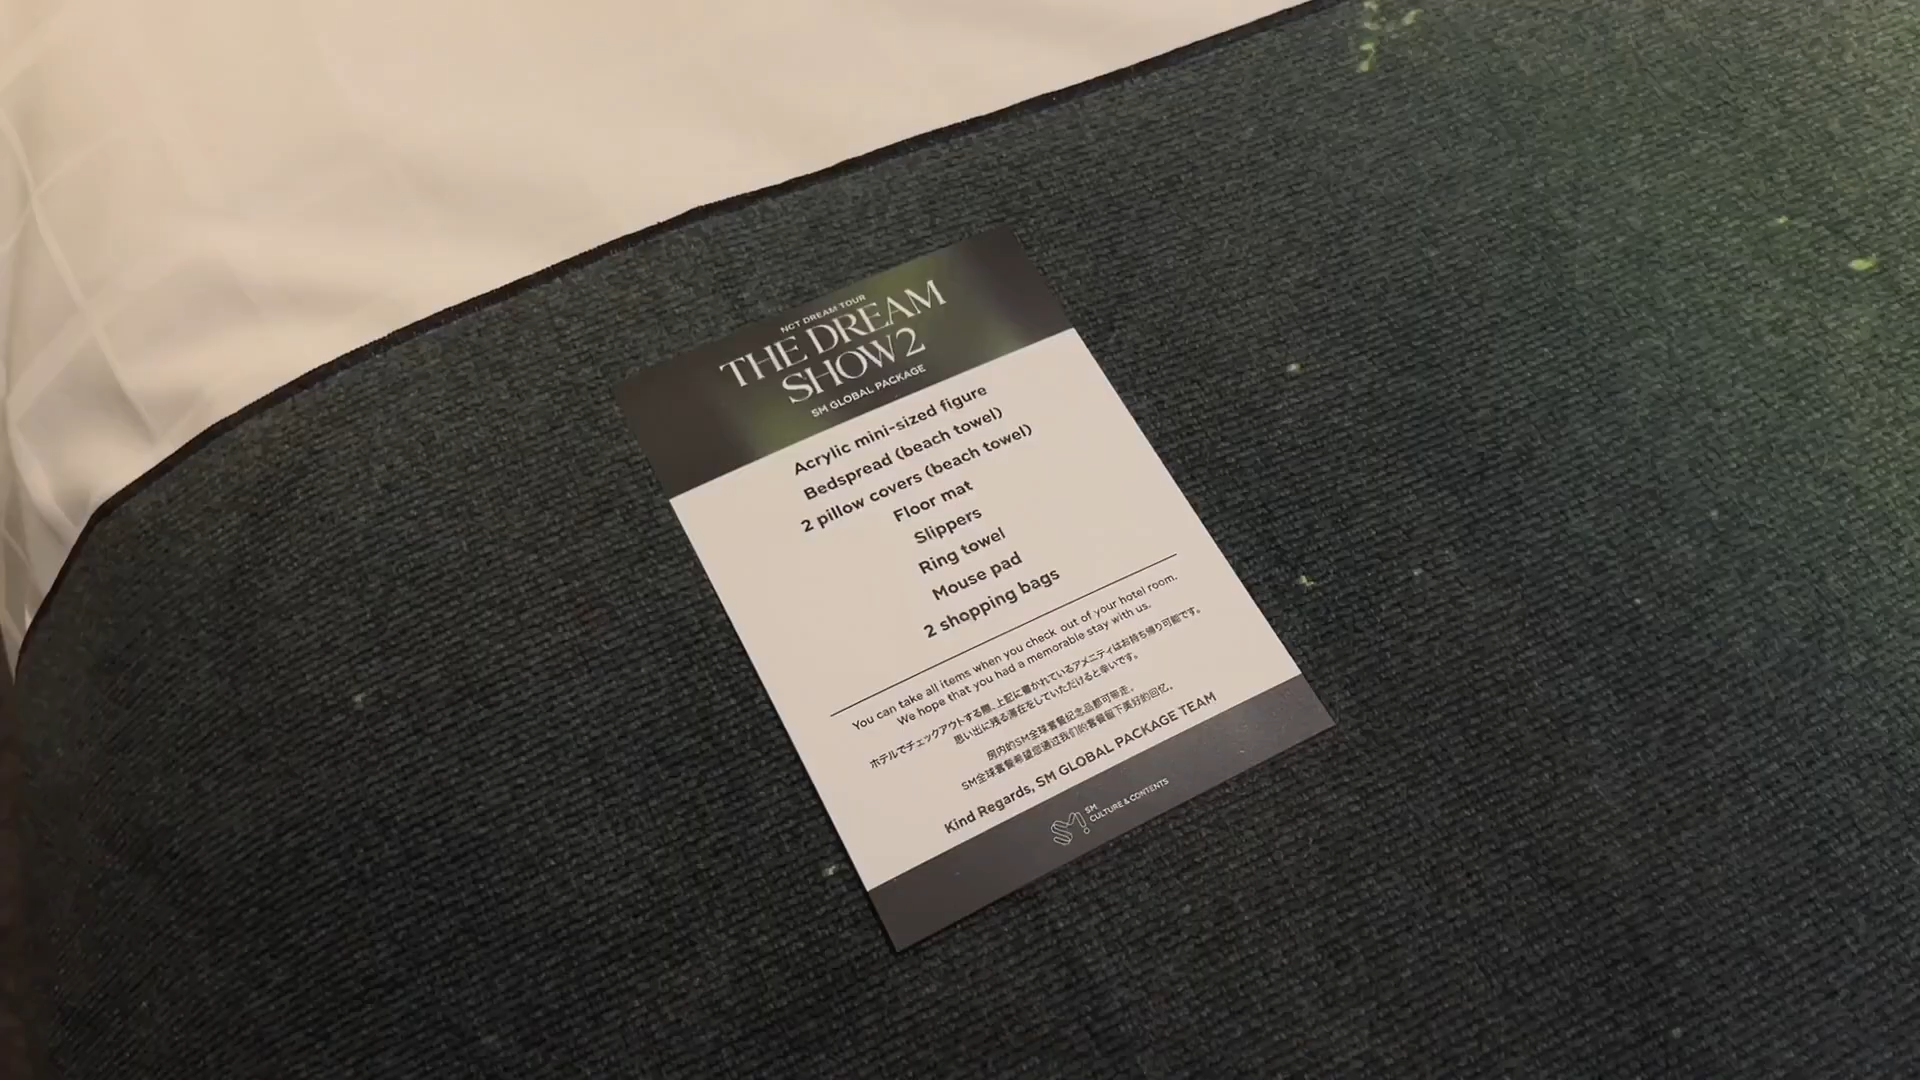 NCT DREAM TOUR
THE DREAM
SHOW 2
SM GLOBAL PACKAGE
Acrylic mini-sized figure
Bedspread (beach towel)
2 pillow covers (beach towel)
Floor mat
Slippers
Ring towel
Mouse pad
2 shopping bags
You can take all items when you check out of your hotel room.
We hope that you had a memorable stay with us.
ホテルでチェックアウトする際、上記に書かれているアメニティはお持ち帰り可能です。
思い出に残る滞在をしていただけると幸いです。
房内的SM全球套餐纪念品都可带走。
SM全球套餐希望您通过我们的套餐留下美好的回忆。
Kind Regards, SM GLOBAL PACKAGE TEAM
SM
CULTURE & CONTENTS